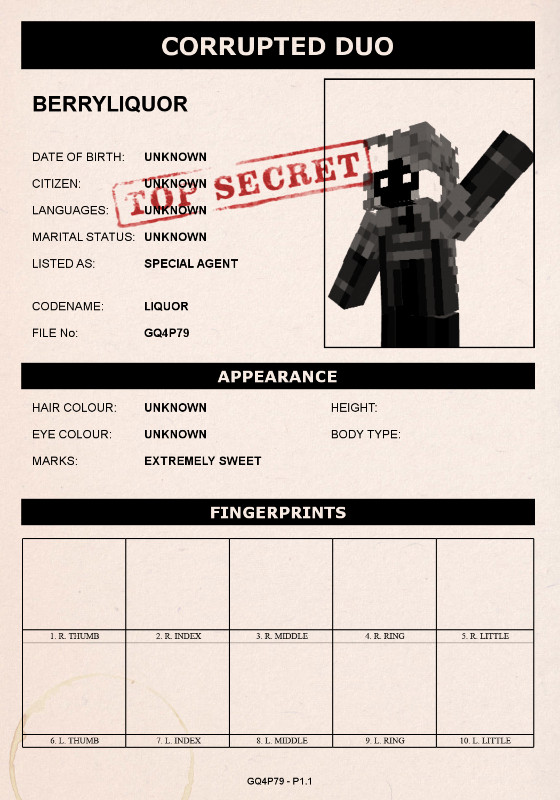 CORRUPTED DUO
BERRYLIQUOR
DATE OF BIRTH: UNKNOWN
CITIZEN: UNKNOWN
LANGUAGES: UNKNOWN
MARITAL STATUS: UNKNOWN
LISTED AS: SPECIAL AGENT
TOP SECRET
CODENAME: LIQUOR
FILE No: GQ4P79
APPEARANCE
HAIR COLOUR: UNKNOWN HEIGHT:
EYE COLOUR: UNKNOWN BODY TYPE:
MARKS: EXTREMELY SWEET
FINGERPRINTS
1. R. THUMB 2. R. INDEX 3. R. MIDDLE 4. R. RING 5. R. LITTLE
6. L. THUMB 7. L. INDEX 8. L. MIDDLE 9. L. RING 10. L. LITTLE
GQ4P79 - P1.1